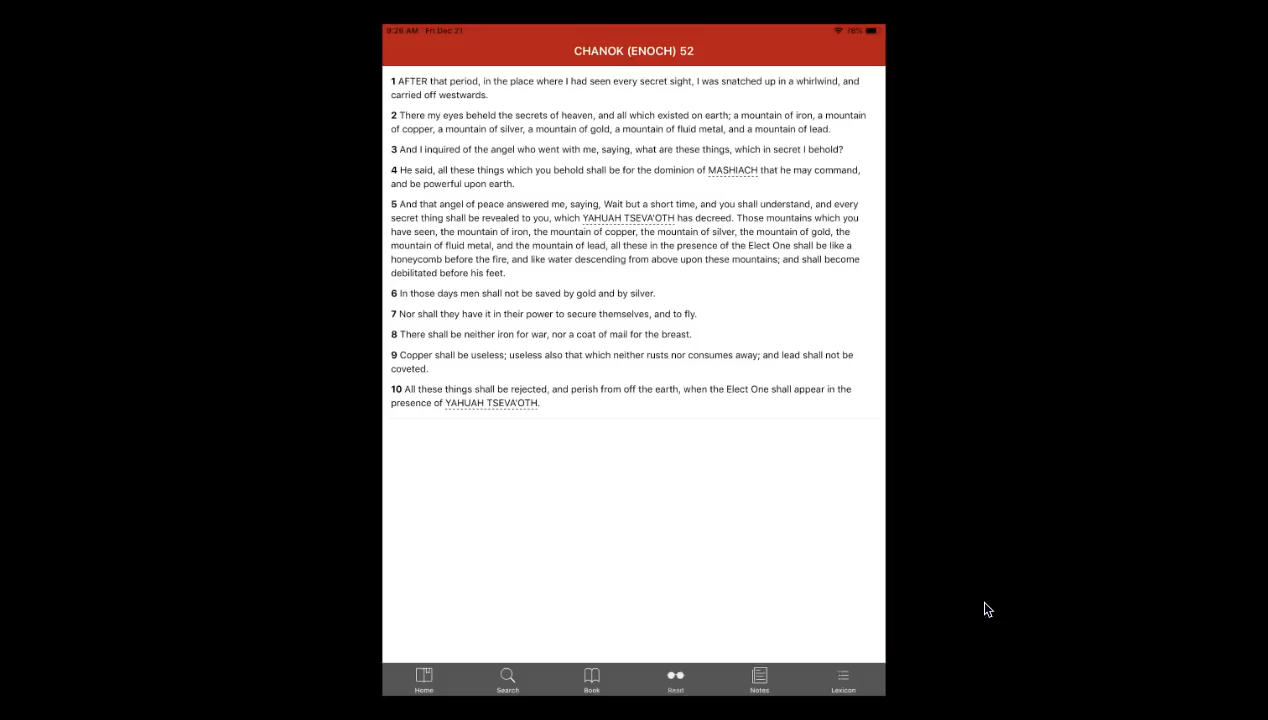 9:26 AM Fri Dec 21 78%
CHANOK (ENOCH) 52
1 AFTER that period, in the place where I had seen every secret sight, I was snatched up in a whirlwind, and
carried off westwards.
2 There my eyes beheld the secrets of heaven, and all which existed on earth; a mountain of iron, a mountain
of copper, a mountain of silver, a mountain of gold, a mountain of fluid metal, and a mountain of lead.
3 And I inquired of the angel who went with me, saying, what are these things, which in secret I behold?
4 He said, all these things which you behold shall be for the dominion of MASHIACH that he may command,
and be powerful upon earth.
5 And that angel of peace answered me, saying, Wait but a short time, and you shall understand, and every
secret thing shall be revealed to you, which YAHUAH TSEVA'OTH has decreed. Those mountains which you
have seen, the mountain of iron, the mountain of copper, the mountain of silver, the mountain of gold, the
mountain of fluid metal, and the mountain of lead, all these in the presence of the Elect One shall be like a
honeycomb before the fire, and like water descending from above upon these mountains; and shall become
debilitated before his feet.
6 In those days men shall not be saved by gold and by silver.
7 Nor shall they have it in their power to secure themselves, and to fly.
8 There shall be neither iron for war, nor a coat of mail for the breast.
9 Copper shall be useless; useless also that which neither rusts nor consumes away; and lead shall not be
coveted.
10 All these things shall be rejected, and perish from off the earth, when the Elect One shall appear in the
presence of YAHUAH TSEVA'OTH.
Home Search Book Read Notes Lexicon